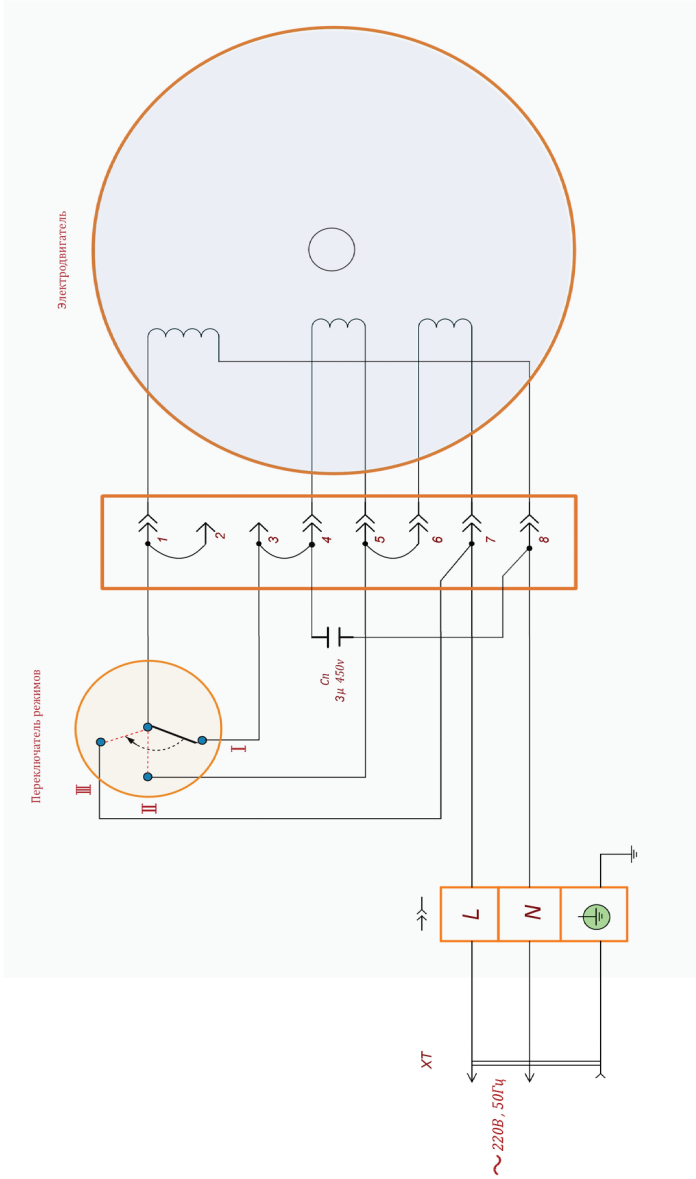 Электродвигатель
1
2
3
4
5
6
7
8
Сп
3μ 450v
Переключатель режимов
I
II
III
L
N
XT
~ 220В, 50Гц